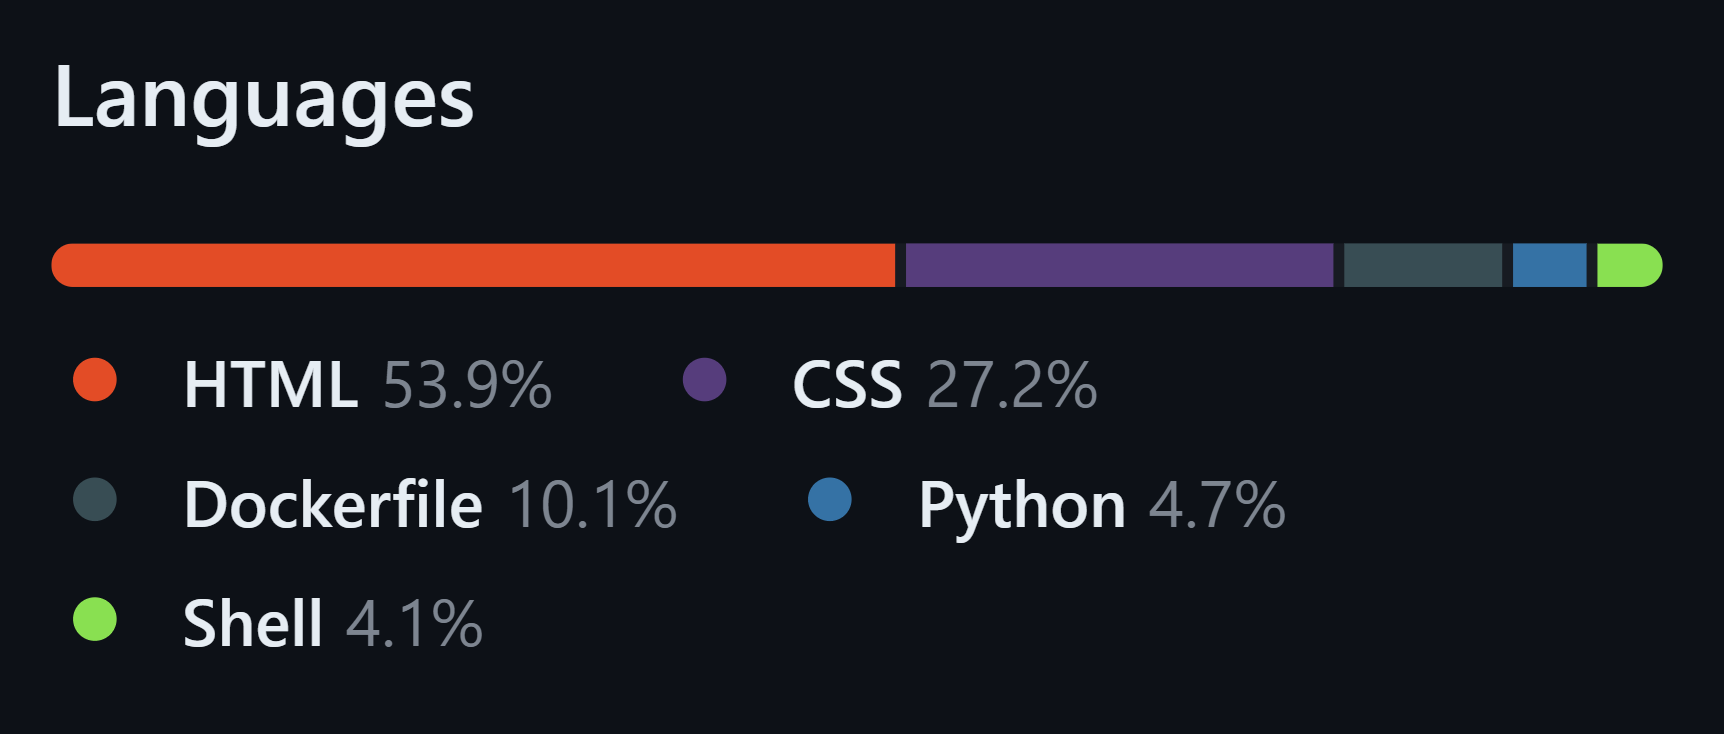 Languages
HTML 53.9% CSS 27.2%
Dockerfile 10.1% Python 4.7%
Shell 4.1%